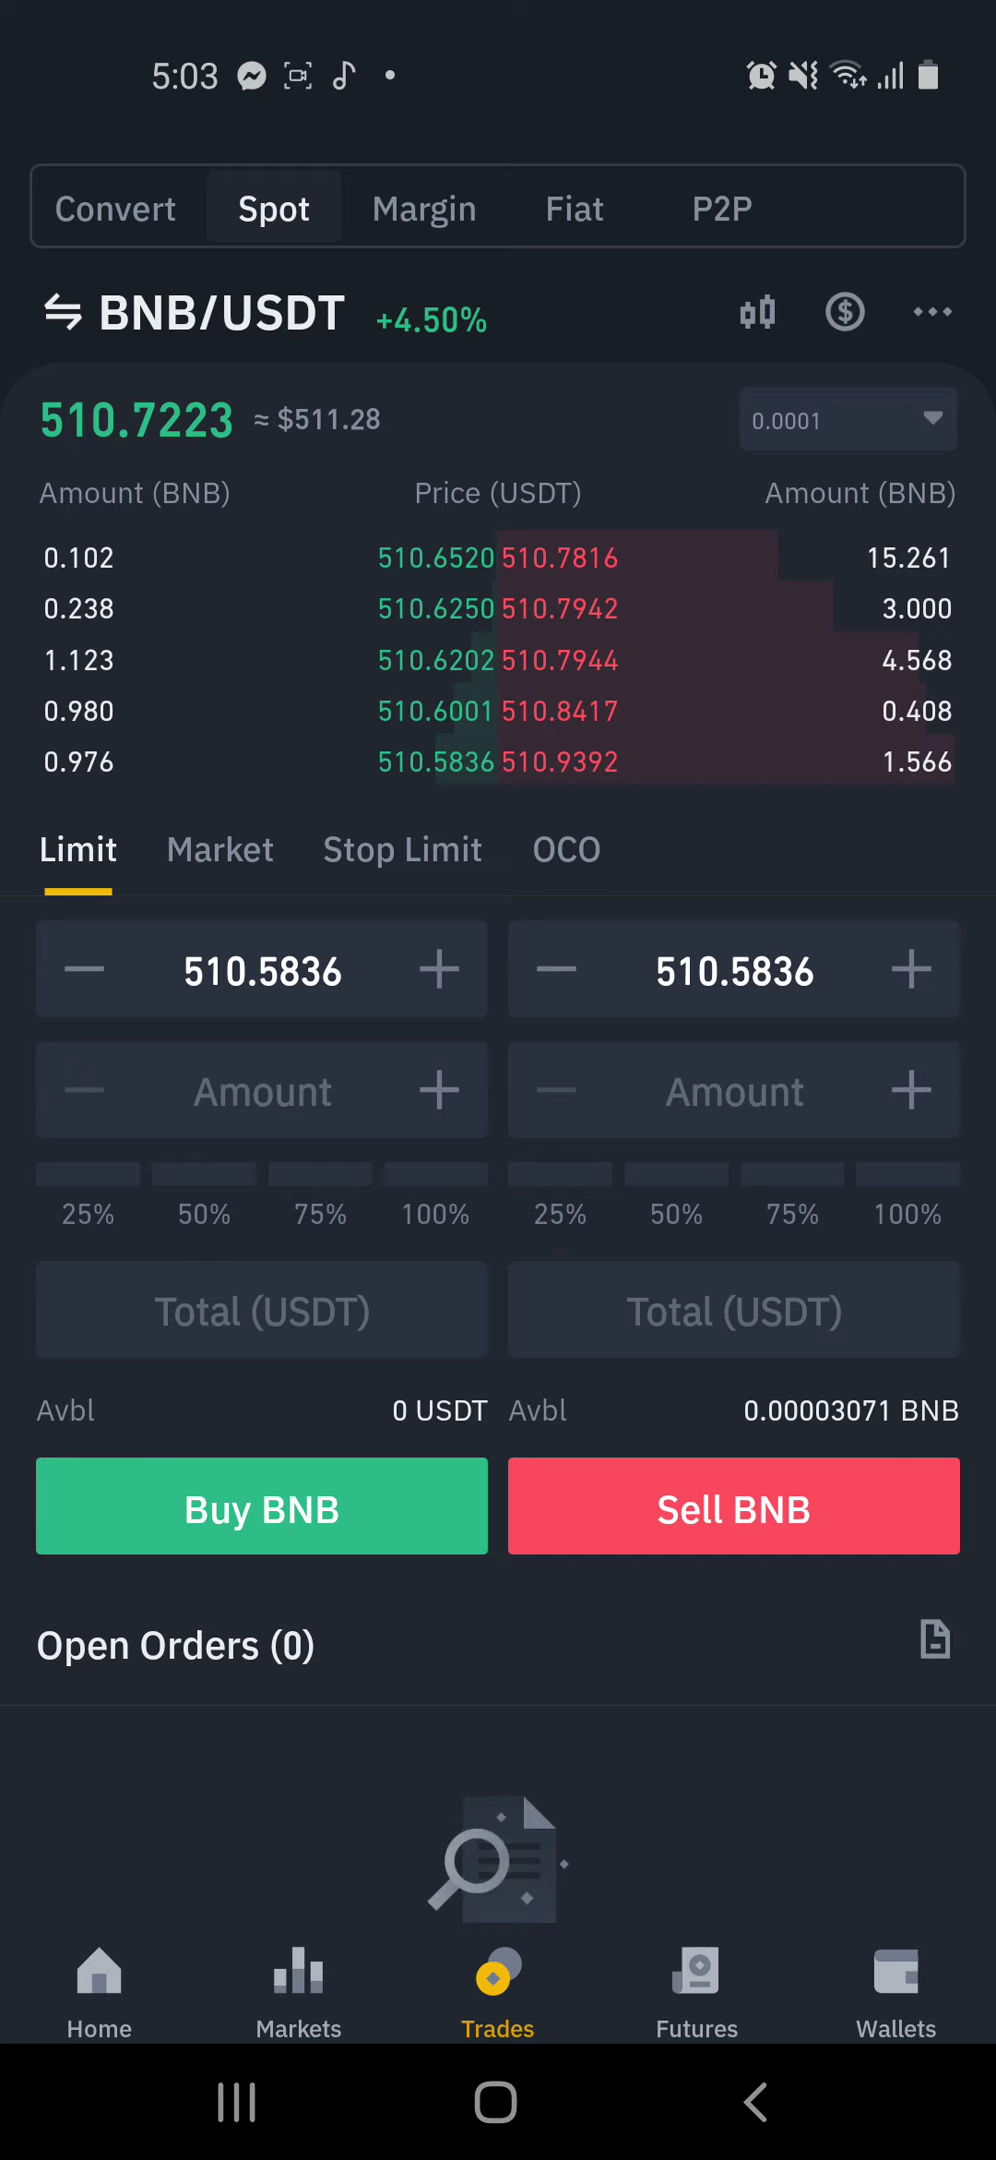 5:03
Convert Spot Margin Fiat P2P
BNB/USDT +4.50%
510.7223 ≈ $511.28 0.0001
Amount (BNB) Price (USDT) Amount (BNB)
0.102 510.6520 510.7816 15.261
0.238 510.6250 510.7942 3.000
1.123 510.6202 510.7944 4.568
0.980 510.6001 510.8417 0.408
0.976 510.5836 510.9392 1.566
Limit Market Stop Limit OCO
510.5836 510.5836
Amount Amount
25% 50% 75% 100% 25% 50% 75% 100%
Total (USDT) Total (USDT)
Avbl 0 USDT Avbl 0.00003071 BNB
Buy BNB Sell BNB
Open Orders (0)
Home Markets Trades Futures Wallets